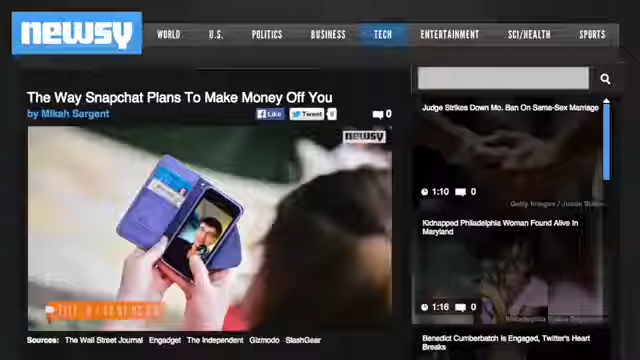 newsy
WORLD U.S. POLITICS BUSINESS TECH ENTERTAINMENT SCI/HEALTH SPORTS
The Way Snapchat Plans To Make Money Off You
by Mikah Sargent
Like Tweet 0 0
newsy
Sources: The Wall Street Journal Engadget The Independent Gizmodo SlashGear
Judge Strikes Down Mo. Ban On Same-Sex Marriage
1:10 0
Getty Images /
Kidnapped Philadelphia Woman Found Alive In
Maryland
1:16 0
Benedict Cumberbatch Is Engaged, Twitter's Heart
Breaks